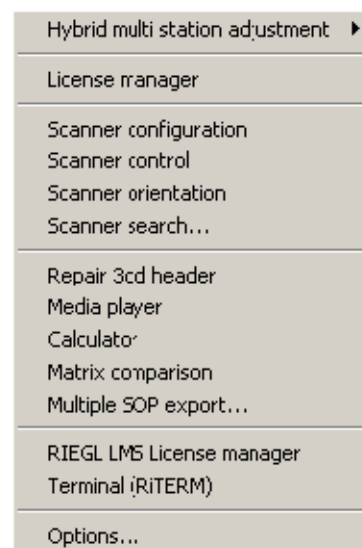 Hybrid multi station adjustment
License manager
Scanner configuration
Scanner control
Scanner orientation
Scanner search...
Repair 3cd header
Media player
Calculator
Matrix comparison
Multiple SOP export...
RIEGL LMS License manager
Terminal (RiTERM)
Options...